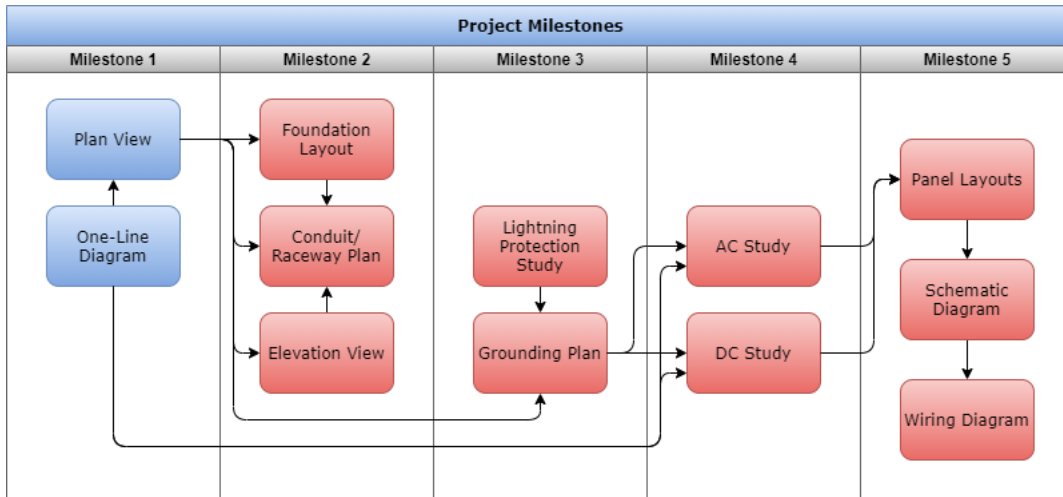 Project Milestones
Milestone 1
Milestone 2
Milestone 3
Milestone 4
Milestone 5
Plan View
One-Line
Diagram
Foundation
Layout
Conduit/
Raceway Plan
Elevation View
Lightning
Protection
Study
Grounding Plan
AC Study
DC Study
Panel Layouts
Schematic
Diagram
Wiring Diagram